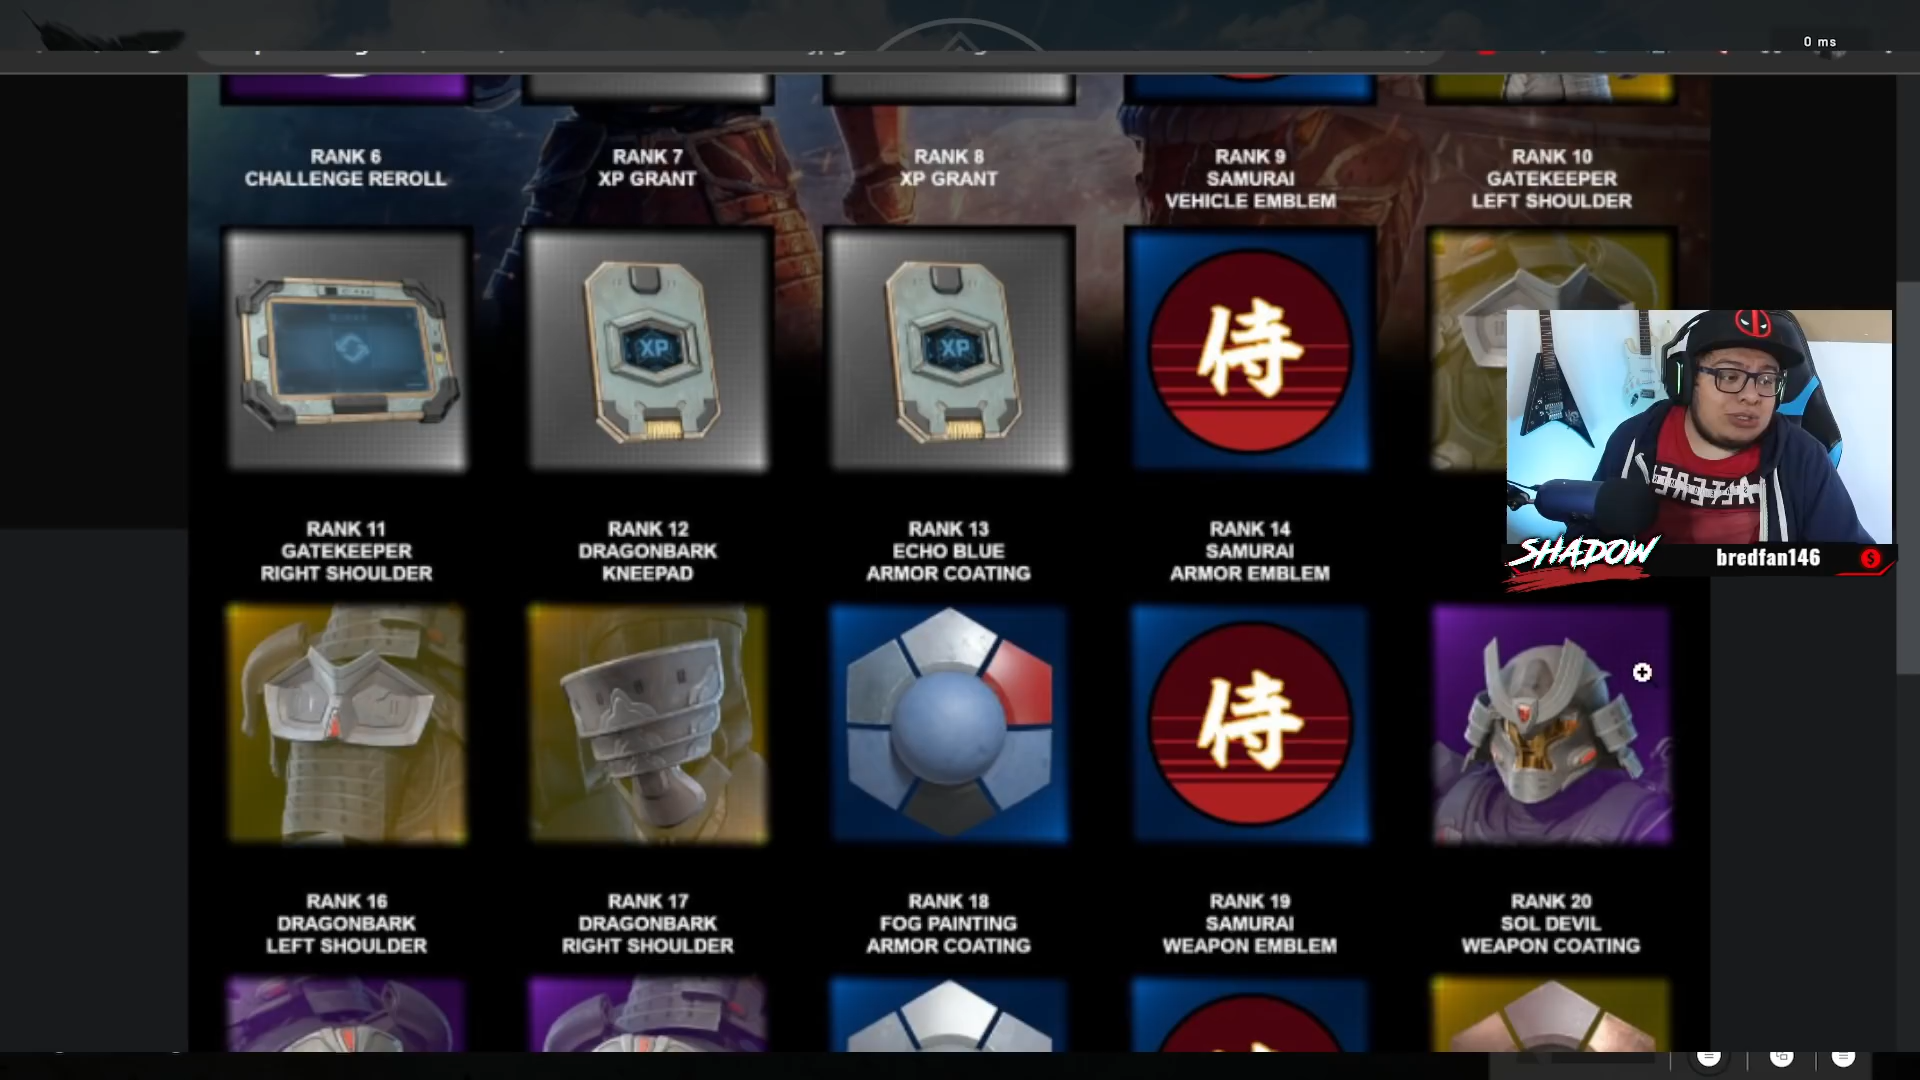 0 ms
RANK 6
CHALLENGE REROLL
RANK 7
XP GRANT
RANK 8
XP GRANT
RANK 9
SAMURAI
VEHICLE EMBLEM
RANK 10
GATEKEEPER
LEFT SHOULDER
XP
XP
侍
RANK 11
GATEKEEPER
RIGHT SHOULDER
RANK 12
DRAGONBARK
KNEEPAD
RANK 13
ECHO BLUE
ARMOR COATING
RANK 14
SAMURAI
ARMOR EMBLEM
SHADOW
bredfan146
$
侍
RANK 16
DRAGONBARK
LEFT SHOULDER
RANK 17
DRAGONBARK
RIGHT SHOULDER
RANK 18
FOG PAINTING
ARMOR COATING
RANK 19
SAMURAI
WEAPON EMBLEM
RANK 20
SOL DEVIL
WEAPON COATING